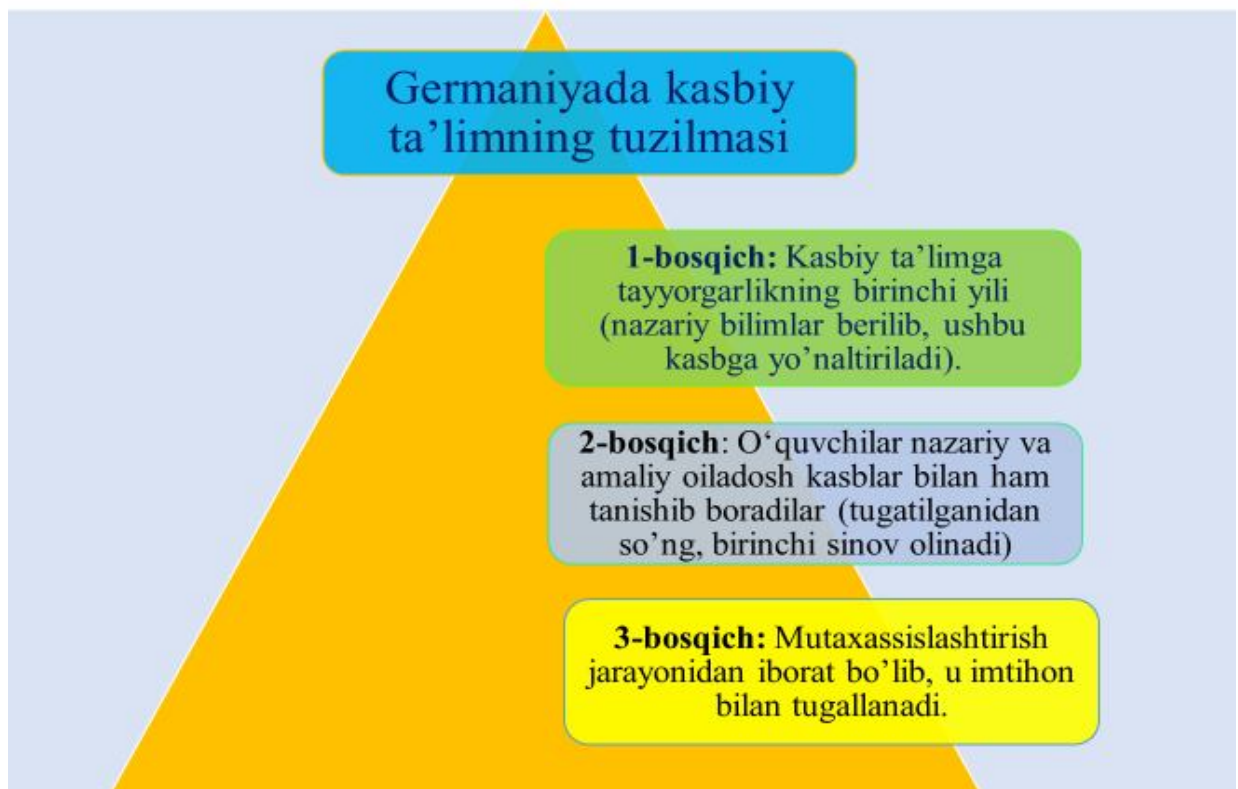 Germaniyada kasbiy
ta’limning tuzilmasi
1-bosqich: Kasbiy ta’limga
tayyorgarlikning birinchi yili
(nazariy bilimlar berilib, ushbu
kasbga yo’naltiriladi).
2-bosqich: O‘quvchilar nazariy va
amaliy oiladosh kasblar bilan ham
tanishib boradilar (tugatilganidan
so’ng, birinchi sinov olinadi)
3-bosqich: Mutaxassislashtirish
jarayonidan iborat bo’lib, u imtihon
bilan tugallanadi.